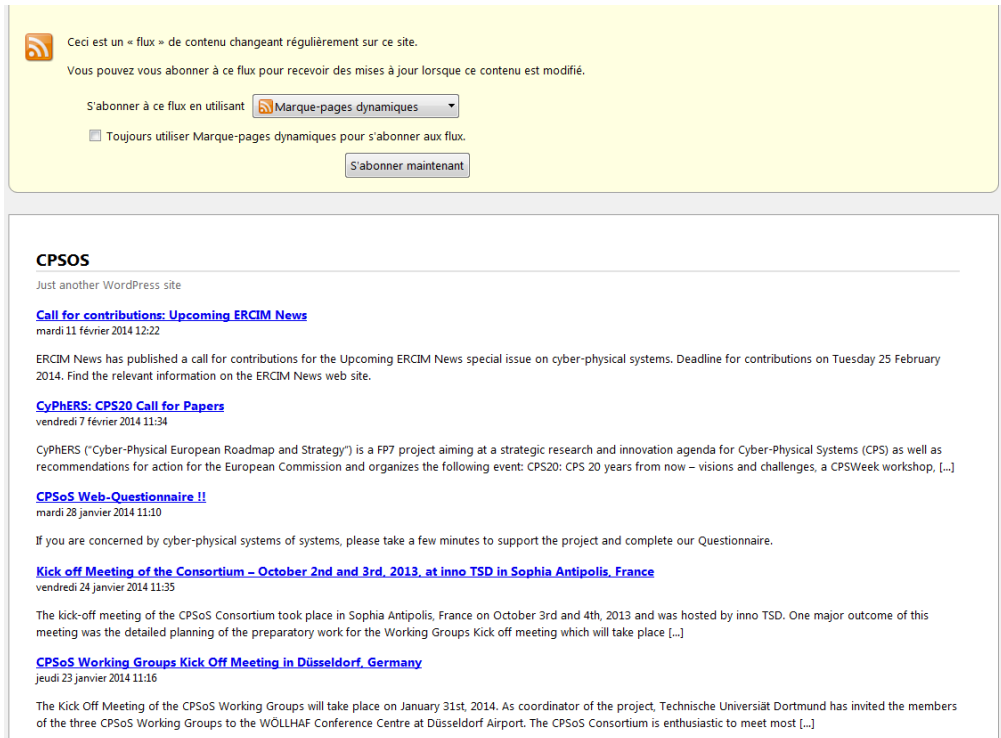 Ceci est un « flux » de contenu changeant régulièrement sur ce site.
Vous pouvez vous abonner à ce flux pour recevoir des mises à jour lorsque ce contenu est modifié.
S'abonner à ce flux en utilisant Marque-pages dynamiques
Toujours utiliser Marque-pages dynamiques pour s'abonner aux flux.
S'abonner maintenant
CPSOS
Just another WordPress site
Call for contributions: Upcoming ERCIM News
mardi 11 février 2014 12:22
ERCIM News has published a call for contributions for the Upcoming ERCIM News special issue on cyber-physical systems. Deadline for contributions on Tuesday 25 February
2014. Find the relevant information on the ERCIM News web site.
CyPhERS: CPS20 Call for Papers
vendredi 7 février 2014 11:34
CyPhERS (“Cyber-Physical European Roadmap and Strategy”) is a FP7 project aiming at a strategic research and innovation agenda for Cyber-Physical Systems (CPS) as well as
recommendations for action for the European Commission and organizes the following event: CPS20: CPS 20 years from now – visions and challenges, a CPSWeek workshop, [...]
CPSoS Web-Questionnaire !!
mardi 28 janvier 2014 11:10
If you are concerned by cyber-physical systems of systems, please take a few minutes to support the project and complete our Questionnaire.
Kick off Meeting of the Consortium – October 2nd and 3rd, 2013, at inno TSD in Sophia Antipolis, France
vendredi 24 janvier 2014 11:35
The kick-off meeting of the CPSoS Consortium took place in Sophia Antipolis, France on October 3rd and 4th, 2013 and was hosted by inno TSD. One major outcome of this
meeting was the detailed planning of the preparatory work for the Working Groups Kick off meeting which will take place [...]
CPSoS Working Groups Kick Off Meeting in Düsseldorf, Germany
jeudi 23 janvier 2014 11:16
The Kick Off Meeting of the CPSoS Working Groups will take place on January 31st, 2014. As coordinator of the project, Technische Universiät Dortmund has invited the members
of the three CPSoS Working Groups to the WÖLLHAF Conference Centre at Düsseldorf Airport. The CPSoS Consortium is enthusiastic to meet most [...]